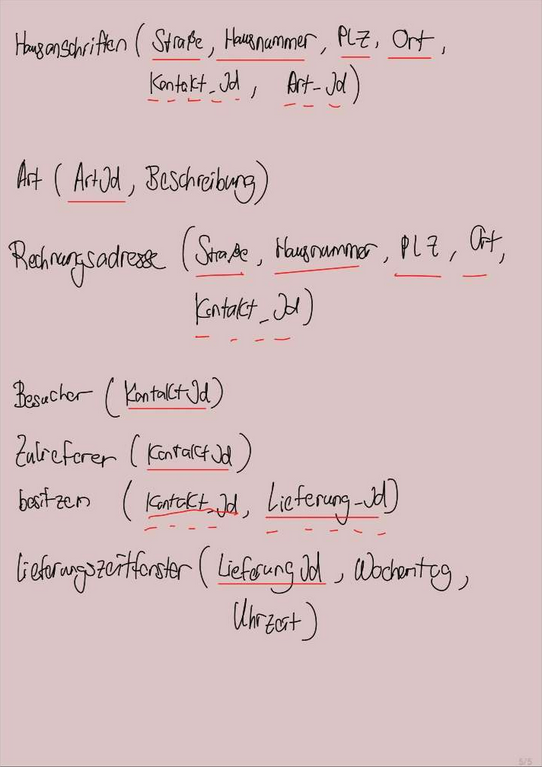 Hausanschriften ( Straße, Hausnummer, PLZ, Ort,
Kontakt_Id, Art_Id)
Art ( ArtId, Beschreibung)
Rechnungsadresse (Straße, Hausnummer, PLZ, Ort,
Kontakt_Id)
Besucher (KontaktId)
Zulieferer (KontaktId)
besitzen (Kontakt_Id, Lieferung_Id)
Lieferungszeitfenster (LieferungId, Wochentag,
Uhrzeit)
5/5